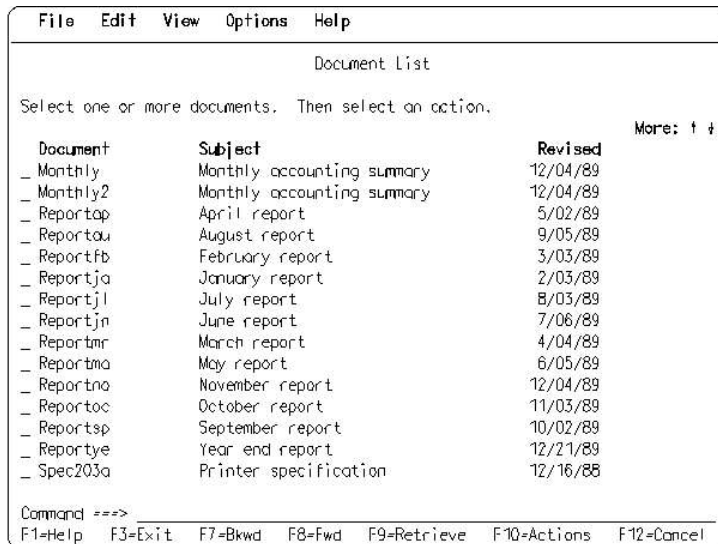 File Edit View Options Help
Document List
Select one or more documents. Then select an action.
More: ↑ ↓
Document Subject Revised
_ Monthly Monthly accounting summary 12/04/89
_ Monthly2 Monthly accounting summary 12/04/89
_ Reportap April report 5/02/89
_ Reportau August report 9/05/89
_ Reportfb February report 3/03/89
_ Reportja January report 2/03/89
_ Reportjl July report 8/03/89
_ Reportjn June report 7/06/89
_ Reportmr March report 4/04/89
_ Reportma May report 6/05/89
_ Reportno November report 12/04/89
_ Reportoc October report 11/03/89
_ Reportsp September report 10/02/89
_ Reportye Year end report 12/21/89
_ Spec203a Printer specification 12/16/88
Command ===>
F1=Help F3=Exit F7=Bkwd F8=Fwd F9=Retrieve F10=Actions F12=Cancel